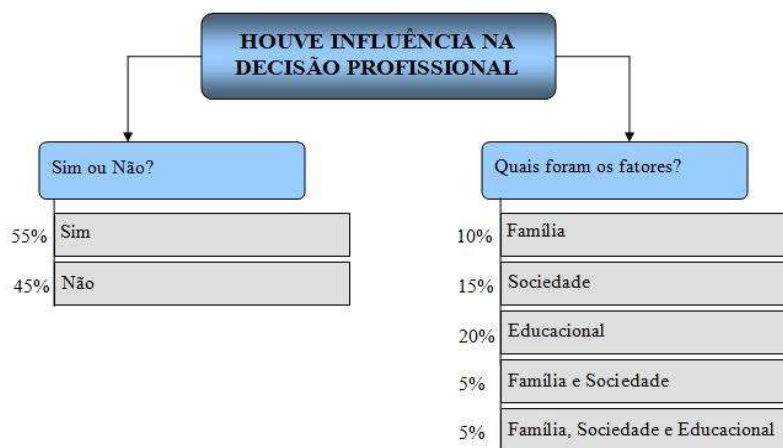 HOUVE INFLUÊNCIA NA
DECISÃO PROFISSIONAL
Sim ou Não?
55% Sim
45% Não
Quais foram os fatores?
10% Família
15% Sociedade
20% Educacional
5% Família e Sociedade
5% Família, Sociedade e Educacional